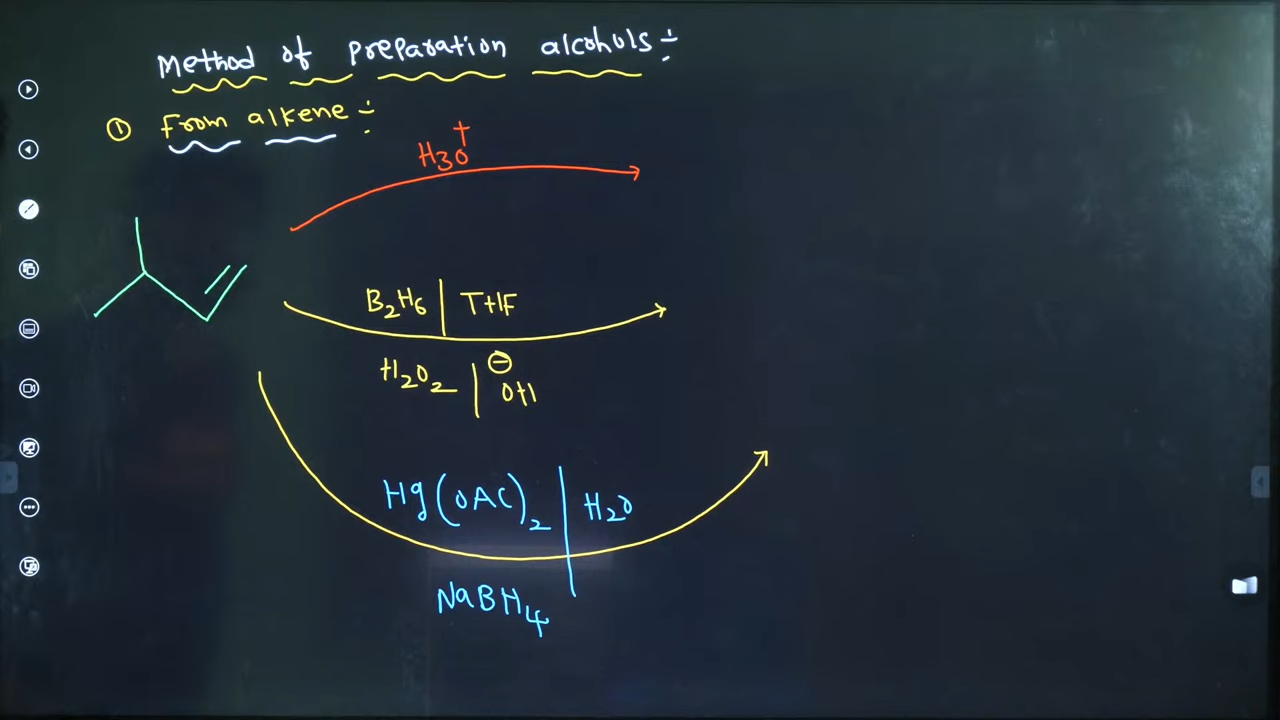 Method of preparation alcohols ÷
① From alkene ÷
H3O+
B2H6 | THF
H2O2 | ⊖OH
Hg(OAC)2 | H2O
NaBH4